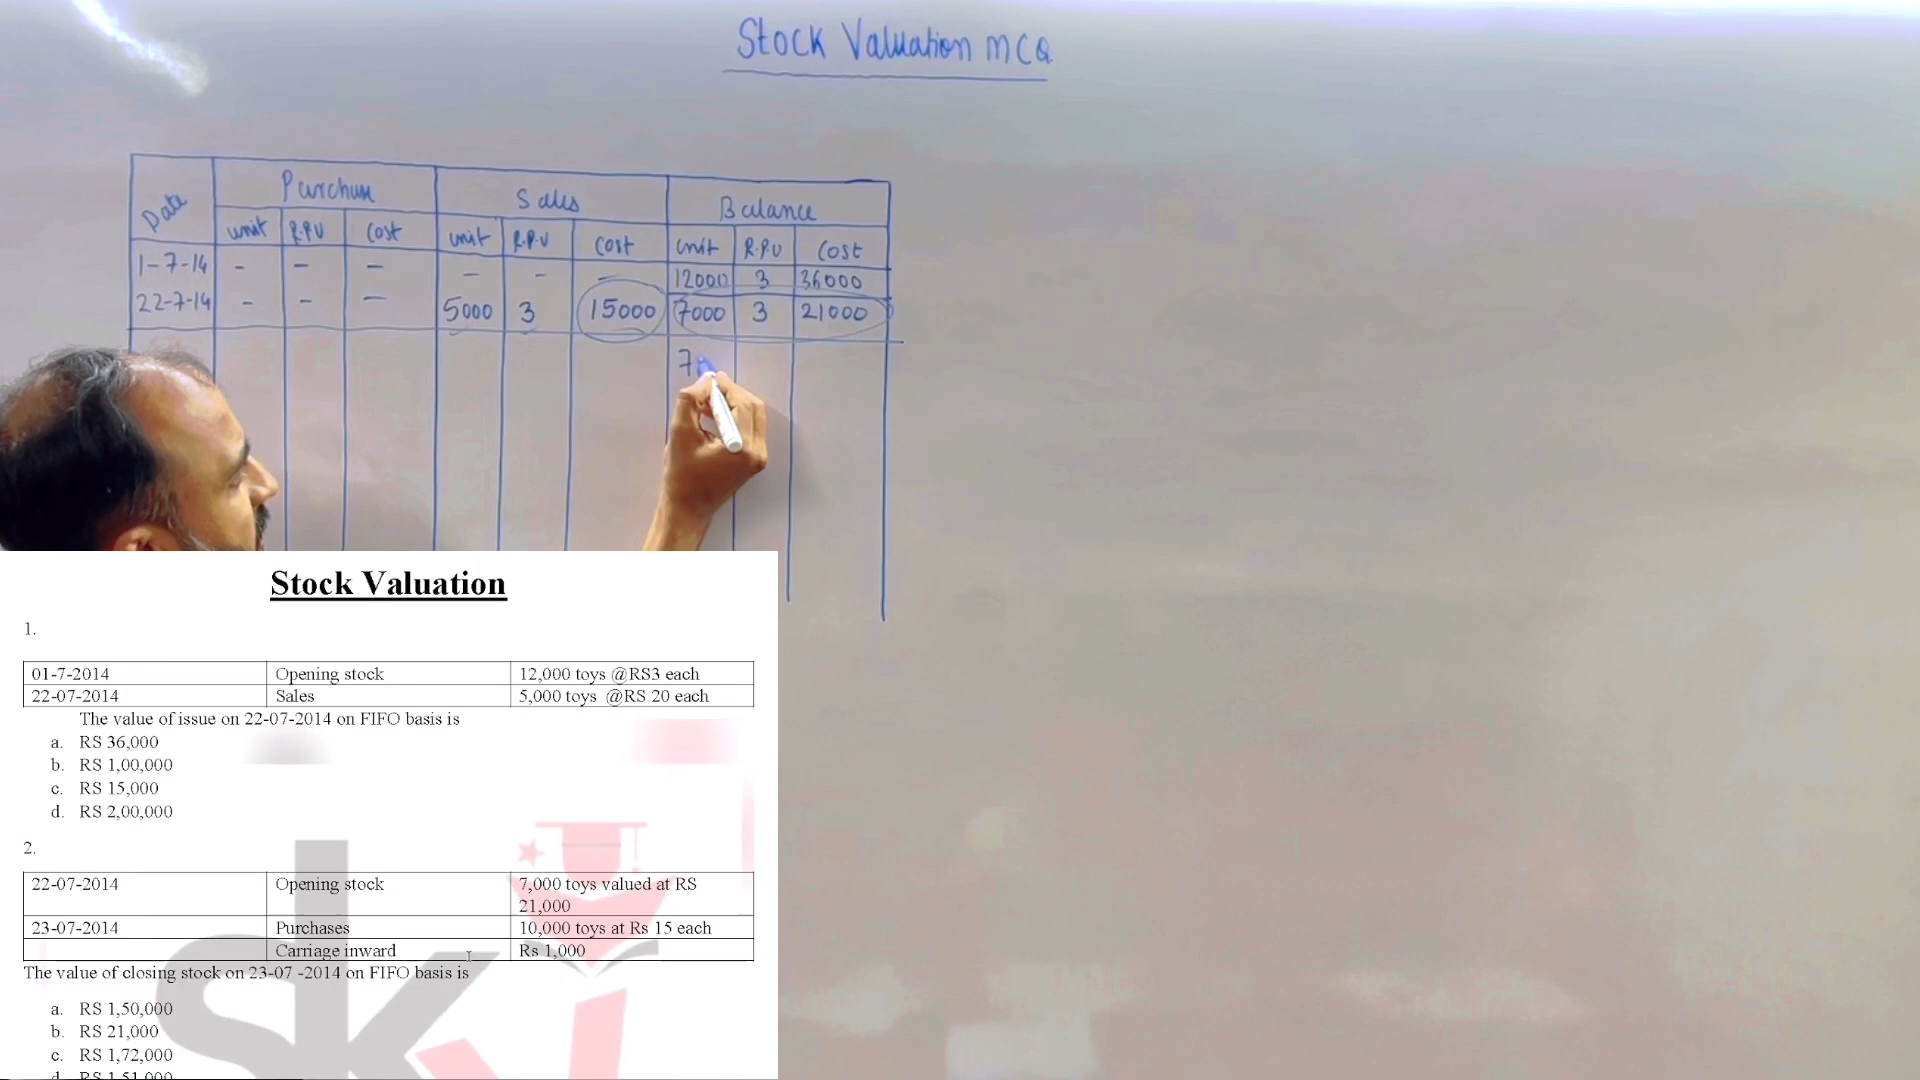 Stock Valuation MCQ
Date Purchase Sales Balance
unit R.P.U Cost unit R.P.U Cost unit R.P.U Cost
1-7-14 - - - - - - 12000 3 36000
22-7-14 - - - 5000 3 15000 7000 3 21000
7
Stock Valuation
1.
01-7-2014 Opening stock 12,000 toys @RS3 each
22-07-2014 Sales 5,000 toys @RS 20 each
The value of issue on 22-07-2014 on FIFO basis is
a. RS 36,000
b. RS 1,00,000
c. RS 15,000
d. RS 2,00,000
2.
22-07-2014 Opening stock 7,000 toys valued at RS
21,000
23-07-2014 Purchases 10,000 toys at Rs 15 each
Carriage inward Rs 1,000
The value of closing stock on 23-07 -2014 on FIFO basis is
a. RS 1,50,000
b. RS 21,000
c. RS 1,72,000
d. RS 1,51,000
sk